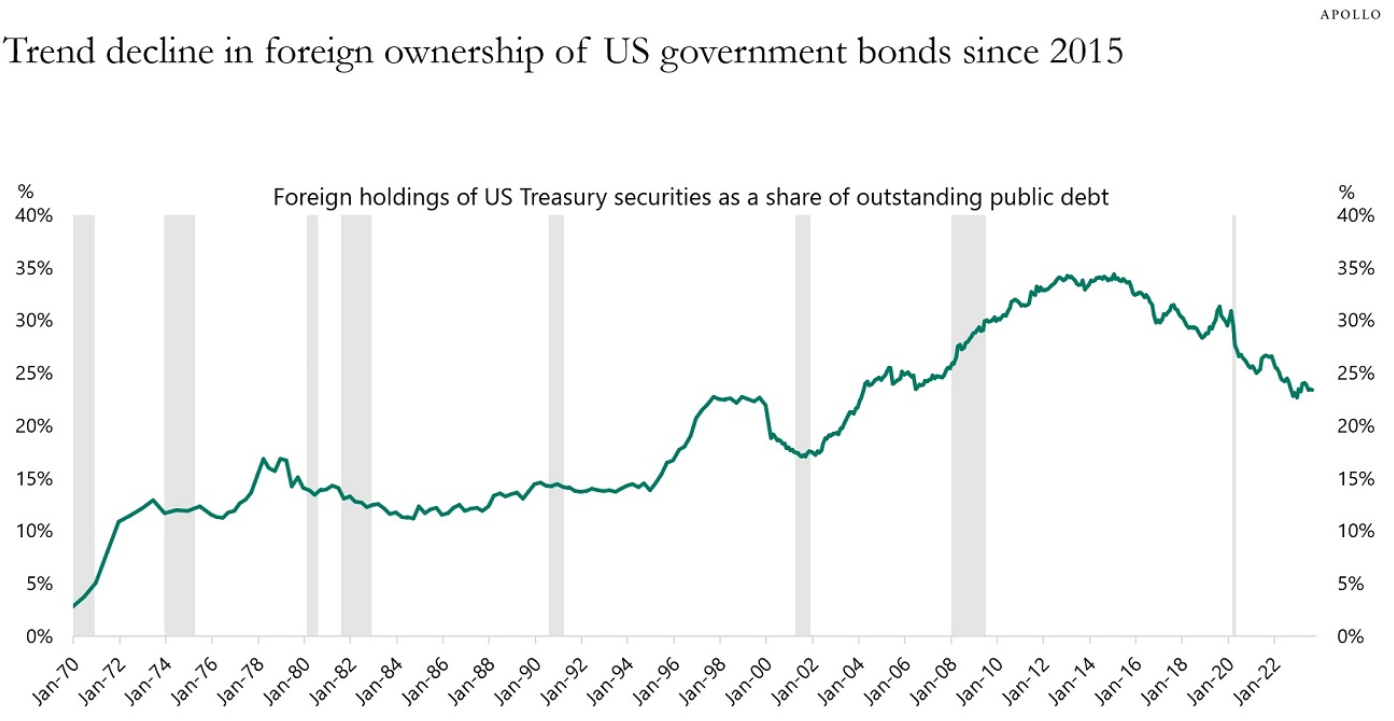 APOLLO
Trend decline in foreign ownership of US government bonds since 2015
% %
Foreign holdings of US Treasury securities as a share of outstanding public debt
40% 40%
35% 35%
30% 30%
25% 25%
20% 20%
15% 15%
10% 10%
5% 5%
0% 0%
Jan-70 Jan-72 Jan-74 Jan-76 Jan-78 Jan-80 Jan-82 Jan-84 Jan-86 Jan-88 Jan-90 Jan-92 Jan-94 Jan-96 Jan-98 Jan-00 Jan-02 Jan-04 Jan-06 Jan-08 Jan-10 Jan-12 Jan-14 Jan-16 Jan-18 Jan-20 Jan-22